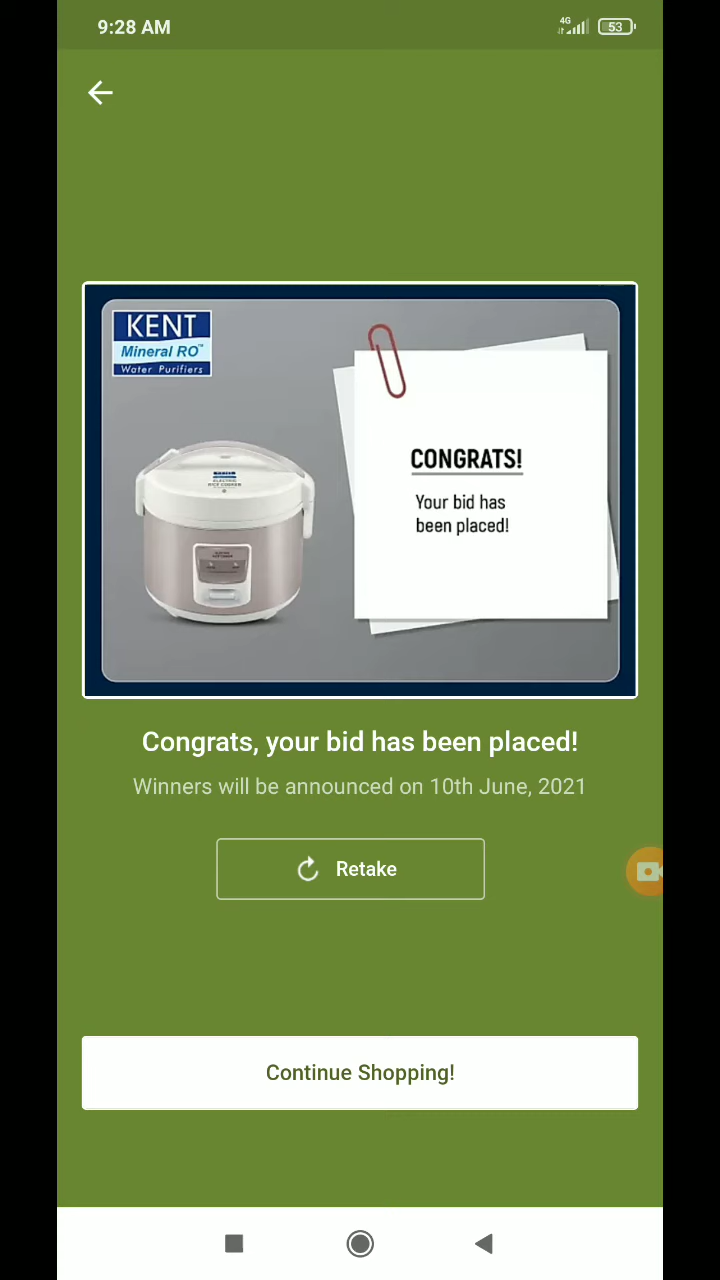 9:28 AM
4G
53
KENT
Mineral RO™
Water Purifiers
CONGRATS!
Your bid has
been placed!
Congrats, your bid has been placed!
Winners will be announced on 10th June, 2021
Retake
Continue Shopping!